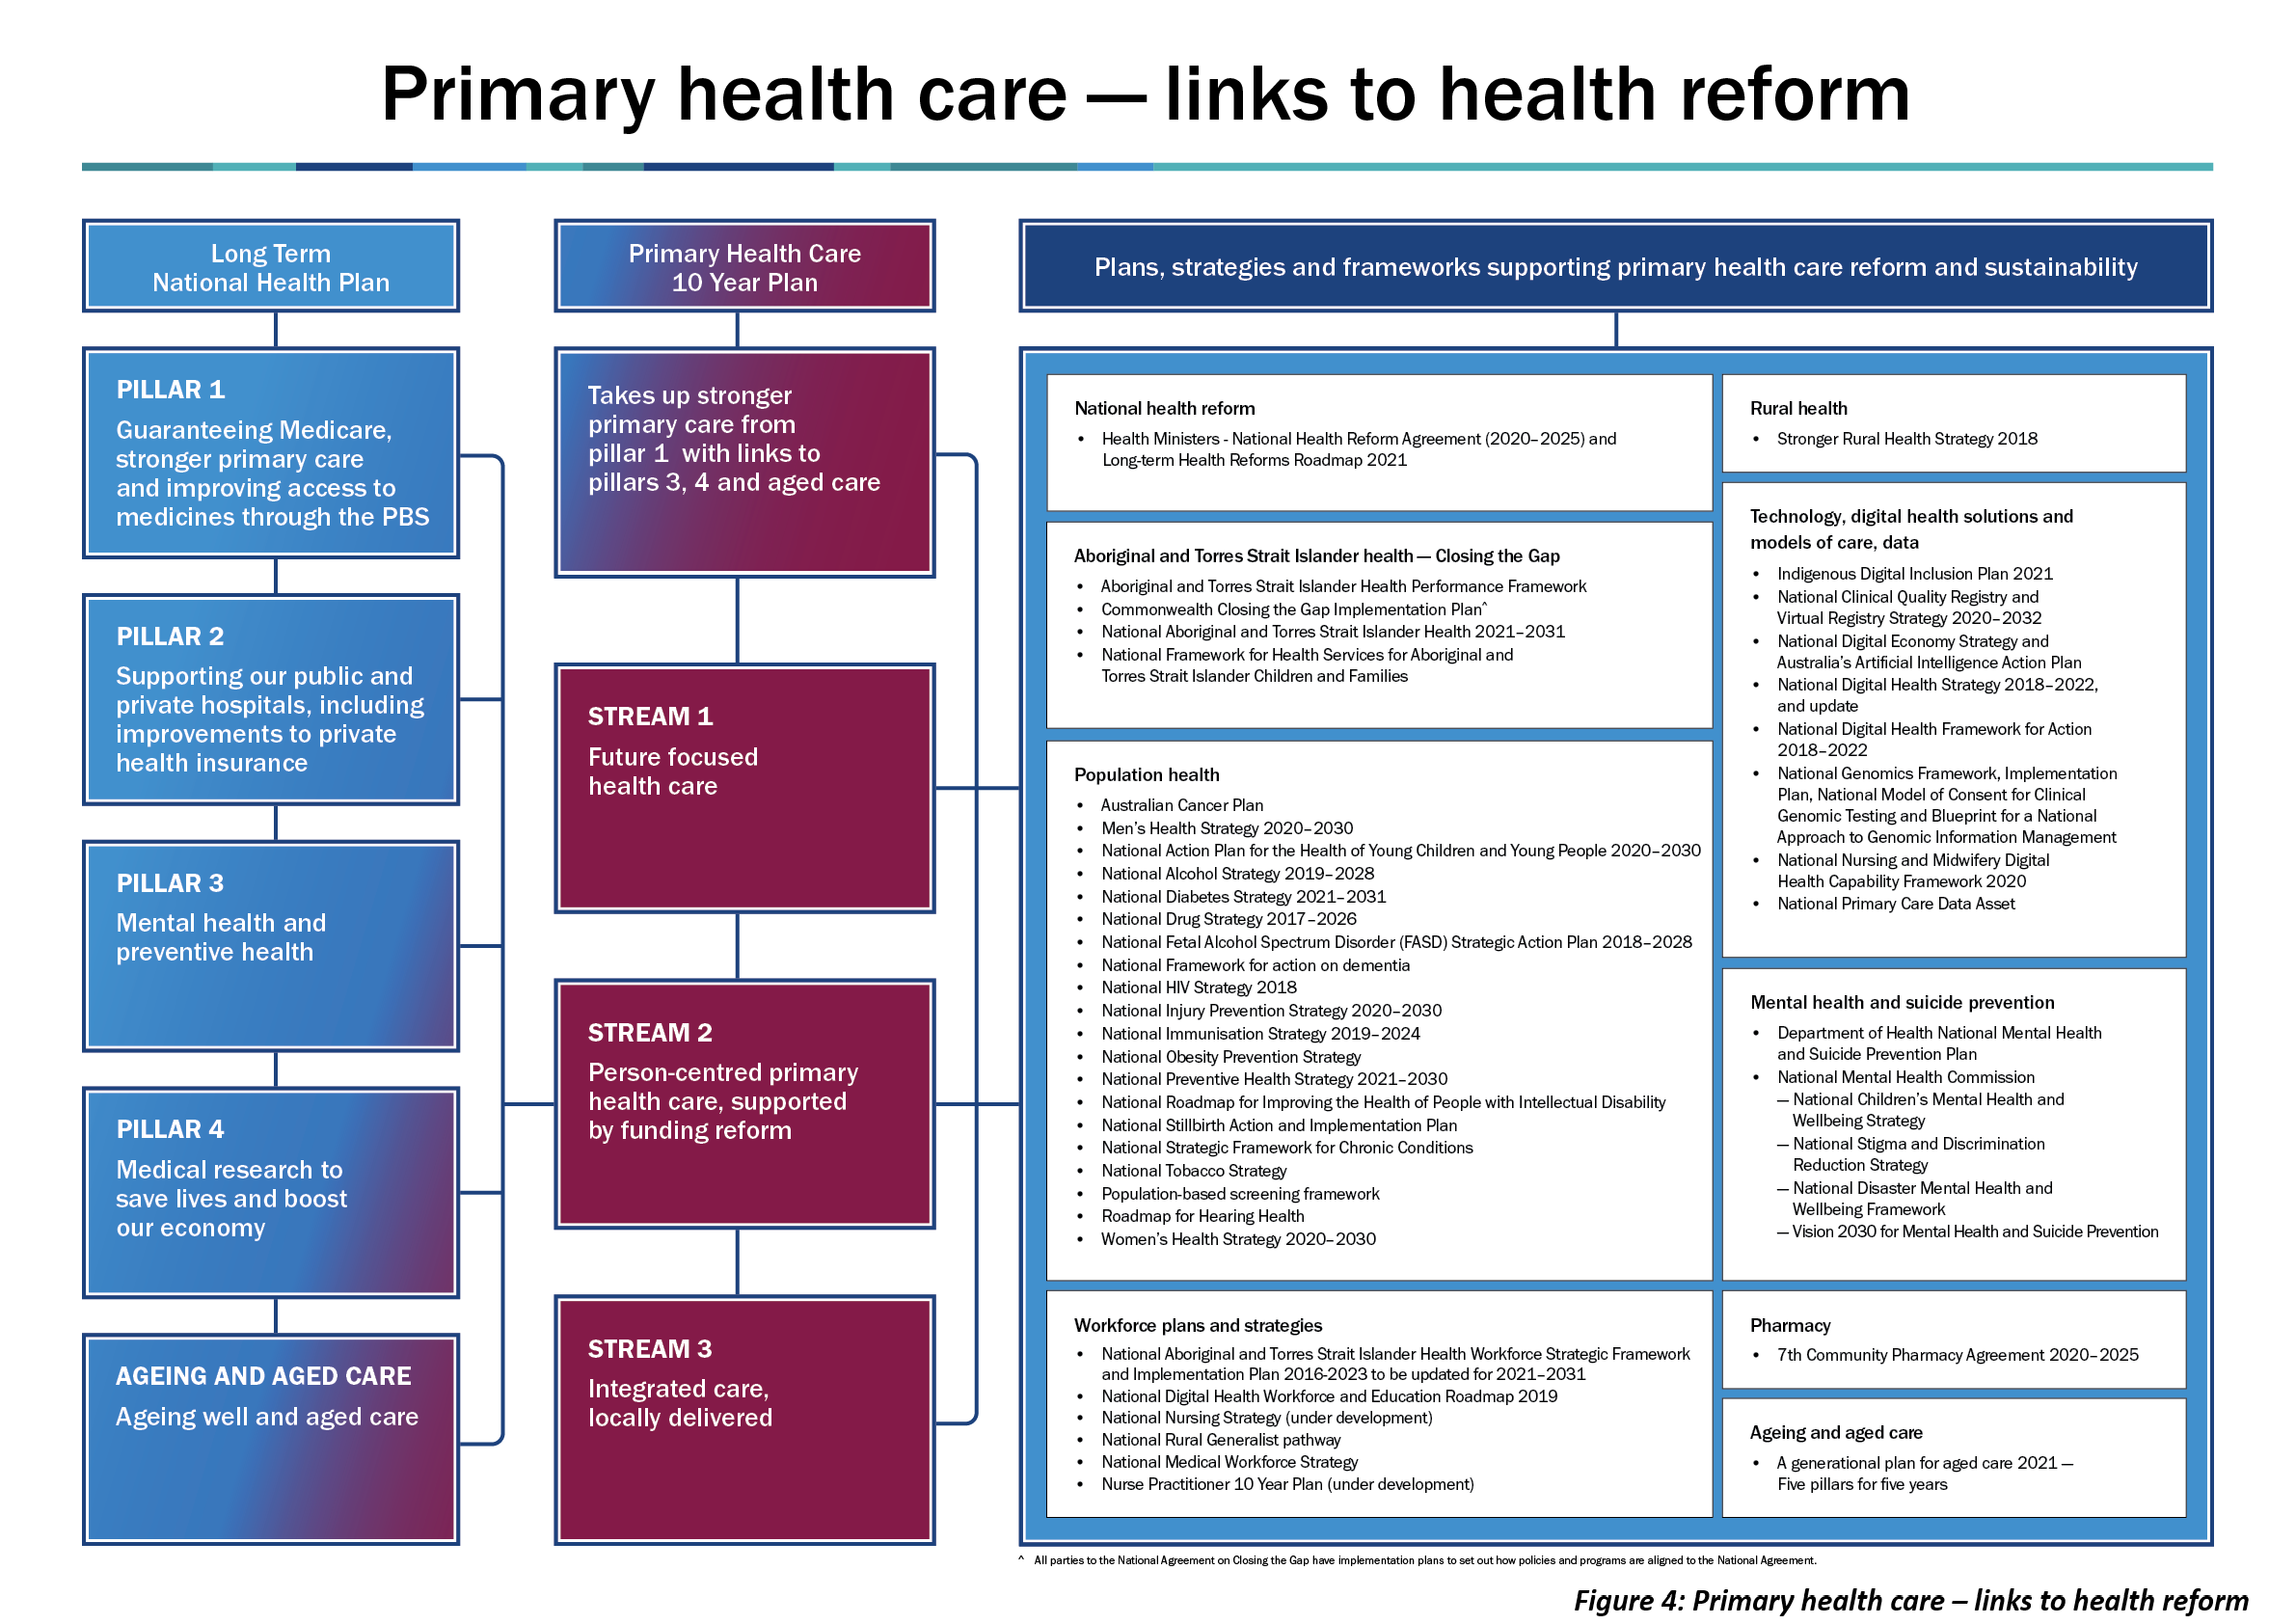 Primary health care — links to health reform
Long Term
National Health Plan
PILLAR 1
Guaranteeing Medicare,
stronger primary care
and improving access to
medicines through the PBS
PILLAR 2
Supporting our public and
private hospitals, including
improvements to private
health insurance
PILLAR 3
Mental health and
preventive health
PILLAR 4
Medical research to
save lives and boost
our economy
AGEING AND AGED CARE
Ageing well and aged care
Primary Health Care
10 Year Plan
Takes up stronger
primary care from
pillar 1 with links to
pillars 3, 4 and aged care
STREAM 1
Future focused
health care
STREAM 2
Person-centred primary
health care, supported
by funding reform
STREAM 3
Integrated care,
locally delivered
Plans, strategies and frameworks supporting primary health care reform and sustainability
National health reform
• Health Ministers - National Health Reform Agreement (2020–2025) and
Long-term Health Reforms Roadmap 2021
Aboriginal and Torres Strait Islander health — Closing the Gap
• Aboriginal and Torres Strait Islander Health Performance Framework
• Commonwealth Closing the Gap Implementation Plan^
• National Aboriginal and Torres Strait Islander Health 2021–2031
• National Framework for Health Services for Aboriginal and
Torres Strait Islander Children and Families
Population health
• Australian Cancer Plan
• Men’s Health Strategy 2020–2030
• National Action Plan for the Health of Young Children and Young People 2020–2030
• National Alcohol Strategy 2019–2028
• National Diabetes Strategy 2021–2031
• National Drug Strategy 2017–2026
• National Fetal Alcohol Spectrum Disorder (FASD) Strategic Action Plan 2018–2028
• National Framework for action on dementia
• National HIV Strategy 2018
• National Injury Prevention Strategy 2020–2030
• National Immunisation Strategy 2019–2024
• National Obesity Prevention Strategy
• National Preventive Health Strategy 2021–2030
• National Roadmap for Improving the Health of People with Intellectual Disability
• National Stillbirth Action and Implementation Plan
• National Strategic Framework for Chronic Conditions
• National Tobacco Strategy
• Population-based screening framework
• Roadmap for Hearing Health
• Women’s Health Strategy 2020–2030
Workforce plans and strategies
• National Aboriginal and Torres Strait Islander Health Workforce Strategic Framework
and Implementation Plan 2016-2023 to be updated for 2021–2031
• National Digital Health Workforce and Education Roadmap 2019
• National Nursing Strategy (under development)
• National Rural Generalist pathway
• National Medical Workforce Strategy
• Nurse Practitioner 10 Year Plan (under development)
Rural health
• Stronger Rural Health Strategy 2018
Technology, digital health solutions and
models of care, data
• Indigenous Digital Inclusion Plan 2021
• National Clinical Quality Registry and
Virtual Registry Strategy 2020–2032
• National Digital Economy Strategy and
Australia’s Artificial Intelligence Action Plan
• National Digital Health Strategy 2018–2022,
and update
• National Digital Health Framework for Action
2018–2022
• National Genomics Framework, Implementation
Plan, National Model of Consent for Clinical
Genomic Testing and Blueprint for a National
Approach to Genomic Information Management
• National Nursing and Midwifery Digital
Health Capability Framework 2020
• National Primary Care Data Asset
Mental health and suicide prevention
• Department of Health National Mental Health
and Suicide Prevention Plan
• National Mental Health Commission
— National Children’s Mental Health and
Wellbeing Strategy
— National Stigma and Discrimination
Reduction Strategy
— National Disaster Mental Health and
Wellbeing Framework
— Vision 2030 for Mental Health and Suicide Prevention
Pharmacy
• 7th Community Pharmacy Agreement 2020–2025
Ageing and aged care
• A generational plan for aged care 2021 —
Five pillars for five years
^ All parties to the National Agreement on Closing the Gap have implementation plans to set out how policies and programs are aligned to the National Agreement.
Figure 4: Primary health care – links to health reform